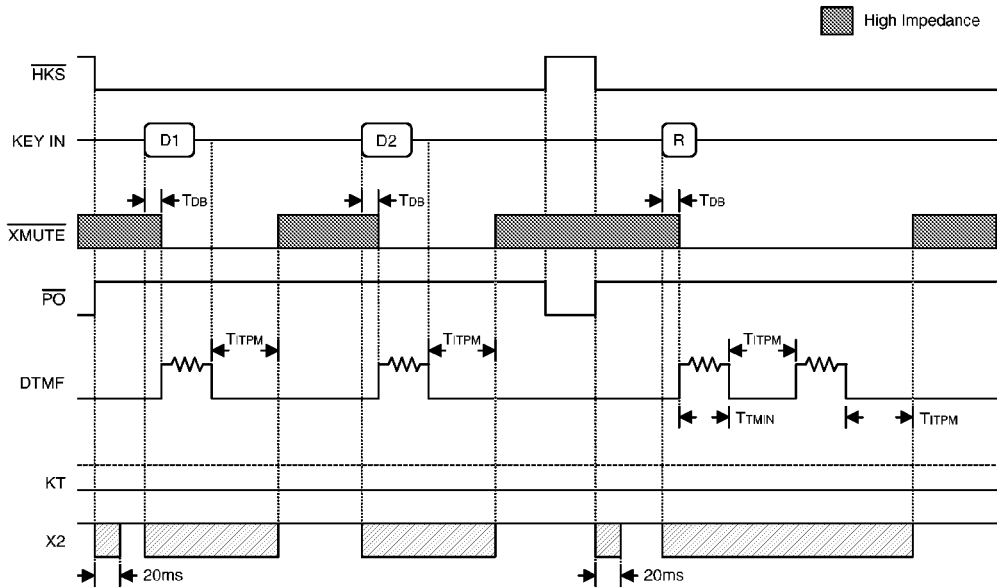 High Impedance
HKS
KEY IN
D1
D2
R
TDB
TDB
TDB
XMUTE
PO
TITPM
TITPM
TITPM
DTMF
TTMIN
TITPM
KT
X2
20ms
20ms